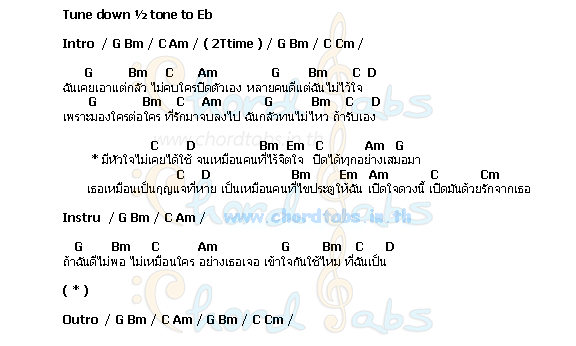 Tune down ½ tone to Eb
Intro / G Bm / C Am / ( 2Ttime ) / G Bm / C Cm /
G Bm C Am G Bm C D
ฉันเคยเอาแต่กลัว ไม่คบใครปิดตัวเอง หลายคนดีแต่ฉันไม่ไว้ใจ
G Bm C Am G Bm C D
เพราะมองใครต่อใคร ที่รักมาจบลงไป ฉันกลัวทนไม่ไหว ถ้ารับเอง
C D Bm Em C Am G
* มีหัวใจไม่เคยได้ใช้ จนเหมือนคนที่ไร้จิตใจ ปิดได้ทุกอย่างเสมอมา
C D Bm Em Am C Cm
เธอเหมือนเป็นกุญแจที่หาย เป็นเหมือนคนที่ไขประตูให้ฉัน เปิดใจดวงนี้ เปิดมันด้วยรักจากเธอ
Instru / G Bm / C Am /
www.chordtabs.in.th
G Bm C Am G Bm C D
ถ้าฉันดีไม่พอ ไม่เหมือนใคร อย่างเธอเจอ เข้าใจกันใช้ไหม ที่ฉันเป็น
( * )
Outro / G Bm / C Am / G Bm / C Cm /